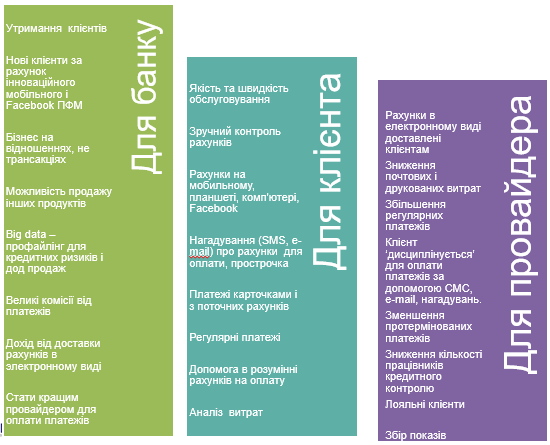 Для банку
Утримання клієнтів
Нові клієнти за
рахунок
інноваційного
мобільного і
Facebook ПФМ
Бізнес на
відношеннях, не
трансакціях
Можливість продажу
інших продуктів
Big data –
профайлінг для
кредитних ризиків і
дод продаж
Великі комісії від
платежів
Дохід від доставки
рахунків в
электронному виді
Стати кращим
провайдером для
оплати платежів
Для клієнта
Якість та швидкість
обслуговування
Зручний контроль
рахунків
Рахунки на
мобильному,
планшеті, комп'ютері,
Facebook
Нагадування (SMS, e-
mail) про рахунки для
оплати, прострочка
Платежі карточками і
з поточних рахунків
Регулярні платежі
Допомога в розумінні
рахунків на оплату
Аналіз витрат
Для провайдера
Рахунки в
електронному виді
доставлені
клієнтам
Сниження
почтових і
друкованих витрат
Збільшення
регулярних
платежів
Клієнт
‘дисциплінується’
для оплати
платежів за
допомогою СМС,
e-mail, нагадувань.
Зменшення
протермінованих
платежів
Сниження кількості
працівників
кредитного
контролю
Лояльні клієнти
Збір показів